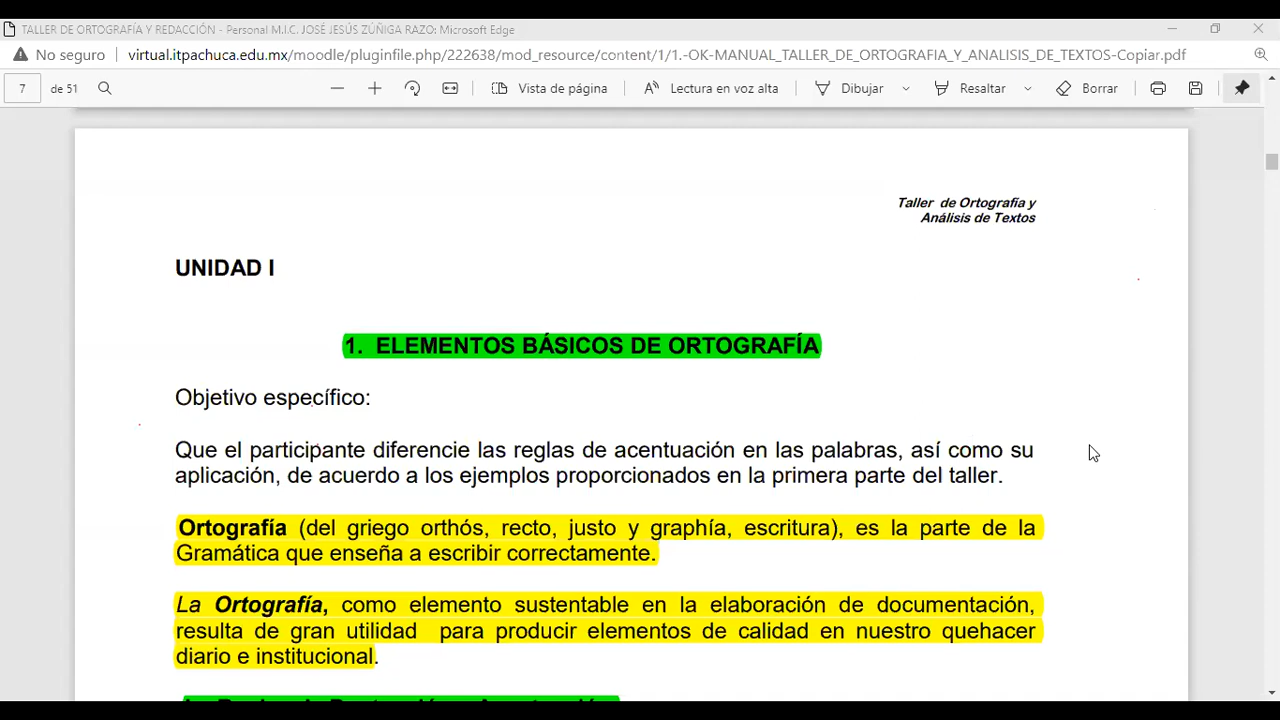 TALLER DE ORTOGRAFÍA Y REDACCIÓN - Personal M.I.C. JOSÉ JESÚS ZÚÑIGA RAZO: Microsoft Edge
No seguro virtual.itpachuca.edu.mx/moodle/pluginfile.php/222638/mod_resource/content/1/1.-OK-MANUAL_TALLER_DE_ORTOGRAFIA_Y_ANALISIS_DE_TEXTOS-Copiar.pdf
7 de 51 Vista de página Lectura en voz alta Dibujar Resaltar Borrar
Taller de Ortografía y
Análisis de Textos
UNIDAD I
1. ELEMENTOS BÁSICOS DE ORTOGRAFÍA
Objetivo específico:
Que el participante diferencie las reglas de acentuación en las palabras, así como su
aplicación, de acuerdo a los ejemplos proporcionados en la primera parte del taller.
Ortografía (del griego orthós, recto, justo y graphía, escritura), es la parte de la
Gramática que enseña a escribir correctamente.
La Ortografía, como elemento sustentable en la elaboración de documentación,
resulta de gran utilidad para producir elementos de calidad en nuestro quehacer
diario e institucional.